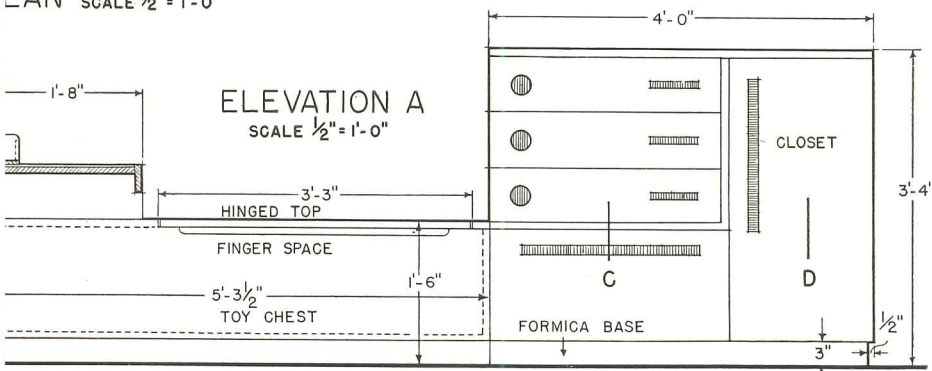 SCALE ½" = 1'-0"
4'-0"
1'-8"
ELEVATION A
SCALE ½" = 1'-0"
CLOSET
3'-3"
HINGED TOP
3'-4"
FINGER SPACE
C
D
1'-6"
5'-3½"
TOY CHEST
FORMICA BASE
½"
3"